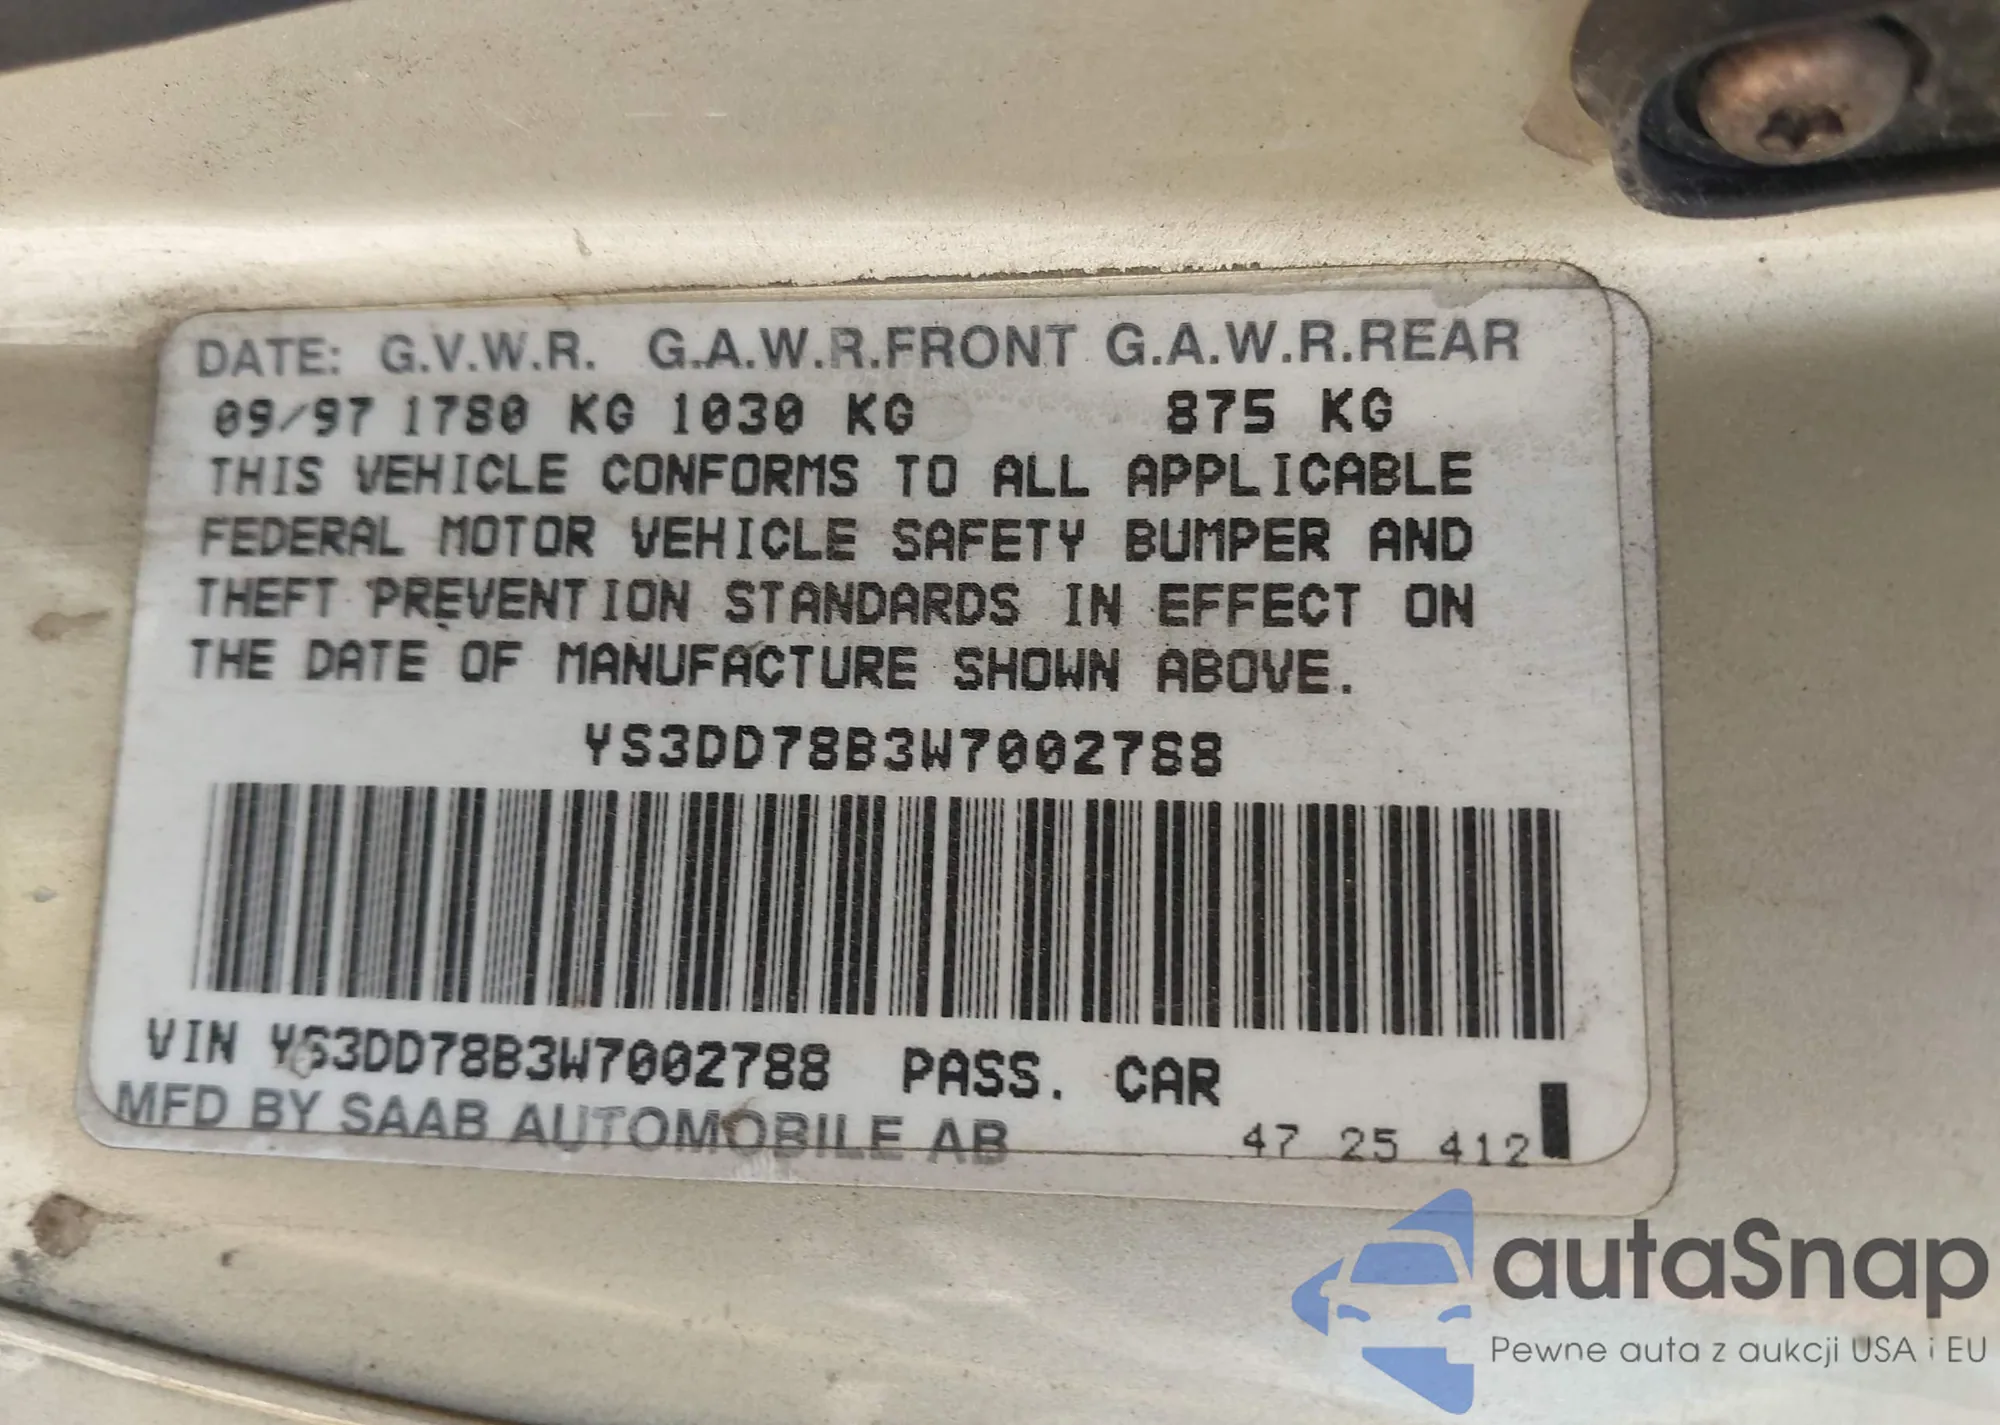 DATE: G.V.W.R. G.A.W.R.FRONT G.A.W.R.REAR
09/97 1780 KG 1030 KG 875 KG
THIS VEHICLE CONFORMS TO ALL APPLICABLE
FEDERAL MOTOR VEHICLE SAFETY BUMPER AND
THEFT PREVENTION STANDARDS IN EFFECT ON
THE DATE OF MANUFACTURE SHOWN ABOVE.
YS3DD78B3W7002788
VIN YS3DD78B3W7002788 PASS. CAR
MFD BY SAAB AUTOMOBILE AB
47 25 412
autaSnap
Pewne auta z aukcji USA i EU